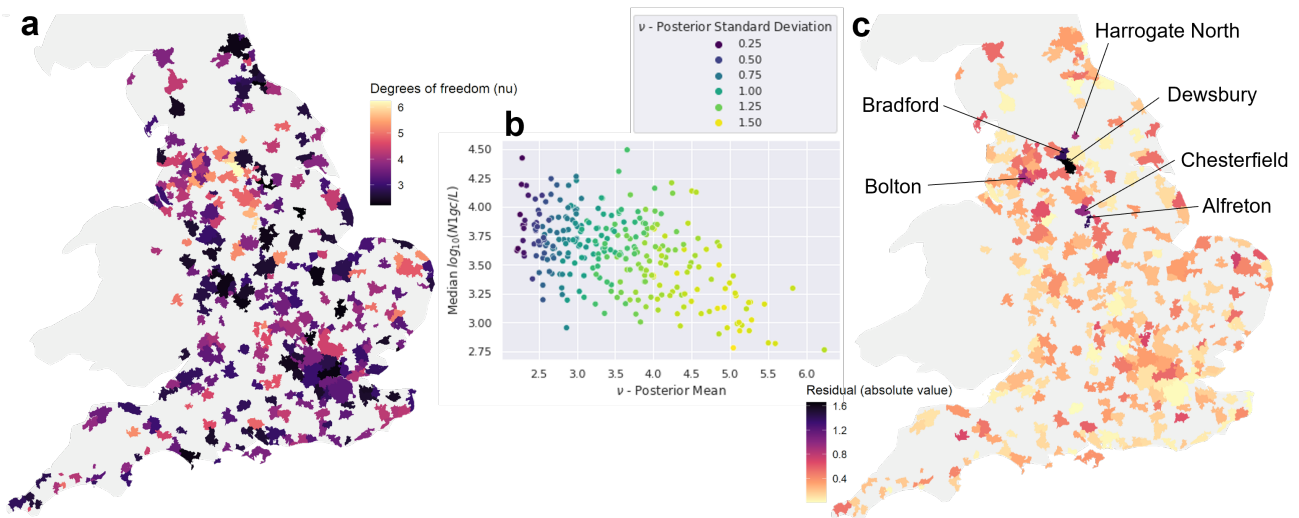 a
Degrees of freedom (nu)
6
5
4
3
b
ν - Posterior Standard Deviation
0.25
0.50
0.75
1.00
1.25
1.50
4.50
4.25
4.00
3.75
3.50
3.25
3.00
2.75
Median log10(N1gc/L)
2.5 3.0 3.5 4.0 4.5 5.0 5.5 6.0
ν - Posterior Mean
c
Harrogate North
Bradford
Dewsbury
Chesterfield
Bolton
Alfreton
Residual (absolute value)
1.6
1.2
0.8
0.4